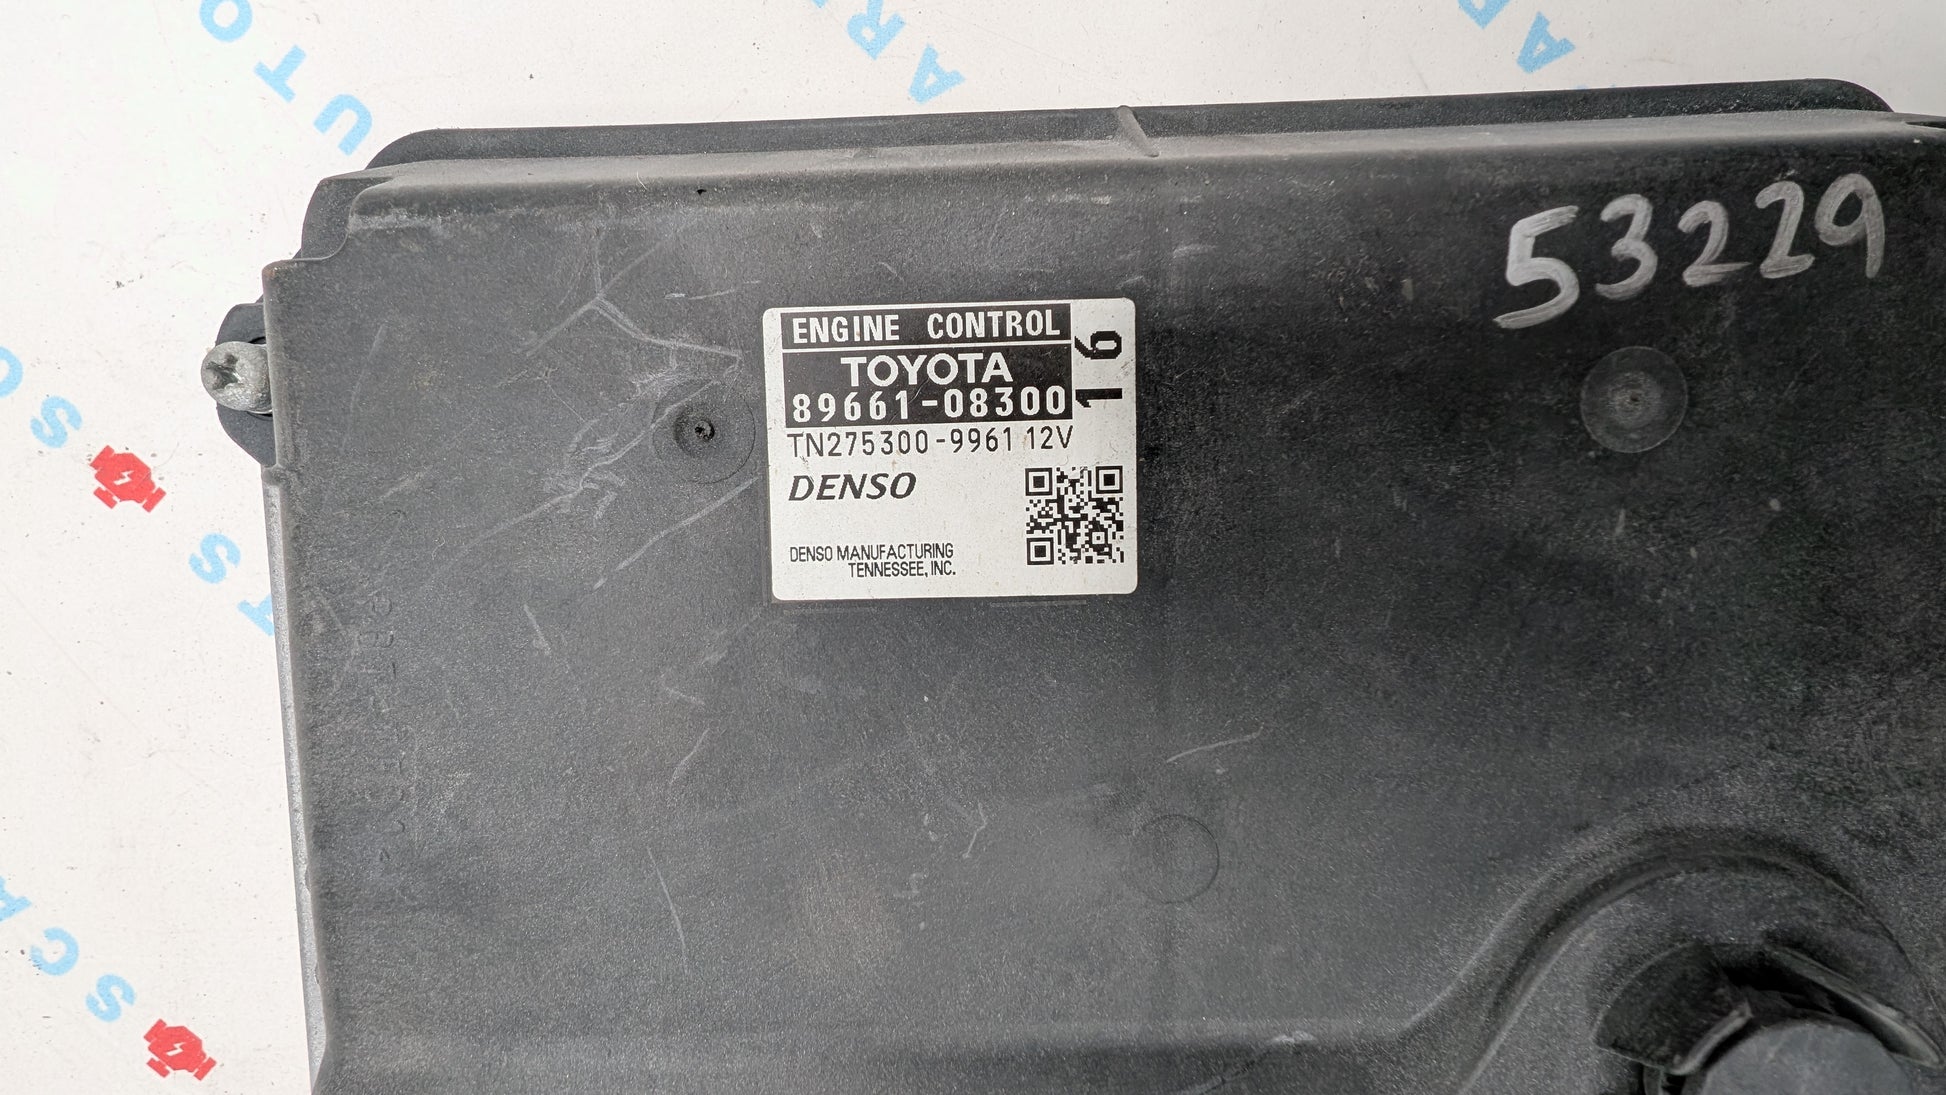 53229
ENGINE CONTROL
TOYOTA
89661-08300
16
TN275300-9961 12V
DENSO
DENSO MANUFACTURING
TENNESSEE, INC.